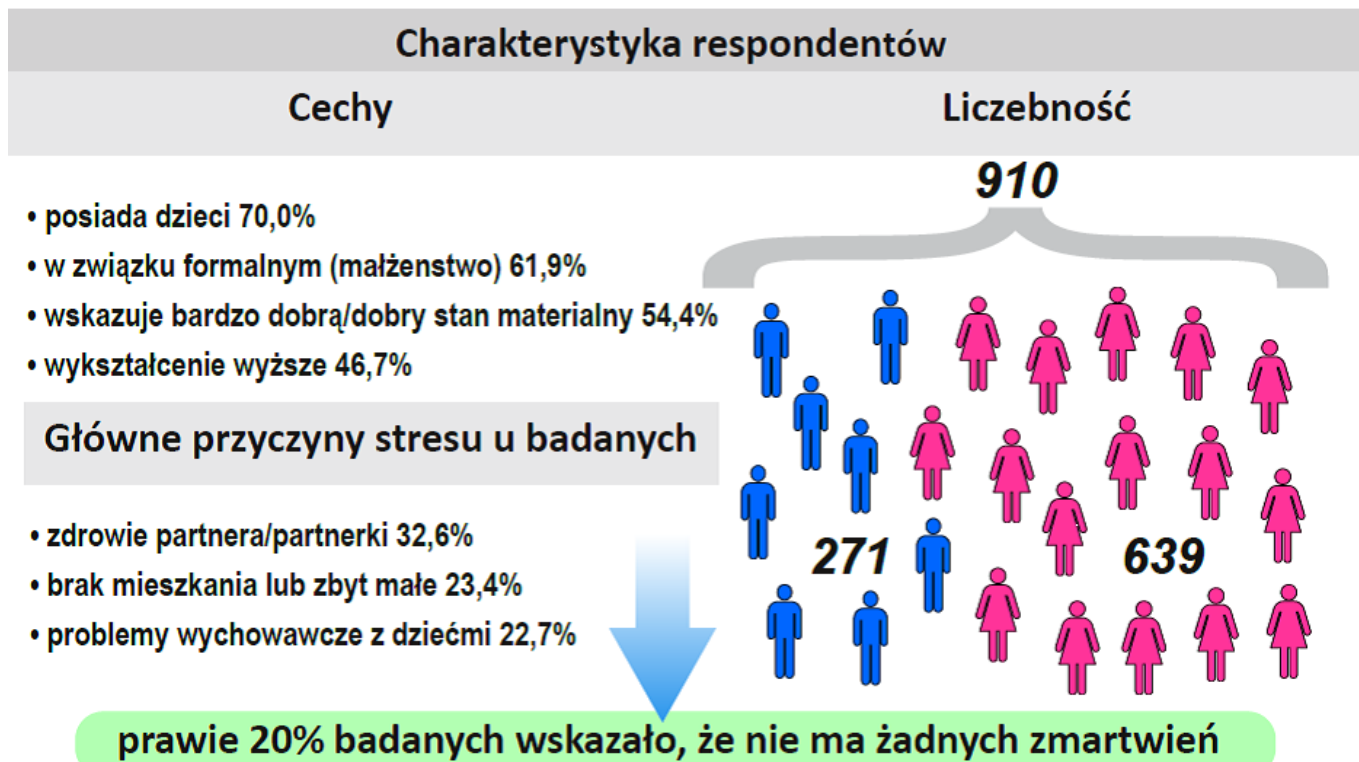 Charakterystyka respondentów
Cechy
Liczebność
910
• posiada dzieci 70,0%
• w związku formalnym (małżenstwo) 61,9%
• wskazuje bardzo dobrą/dobry stan materialny 54,4%
• wykształcenie wyższe 46,7%
Główne przyczyny stresu u badanych
• zdrowie partnera/partnerki 32,6%
• brak mieszkania lub zbyt małe 23,4%
• problemy wychowawcze z dziećmi 22,7%
271
639
prawie 20% badanych wskazało, że nie ma żadnych zmartwień